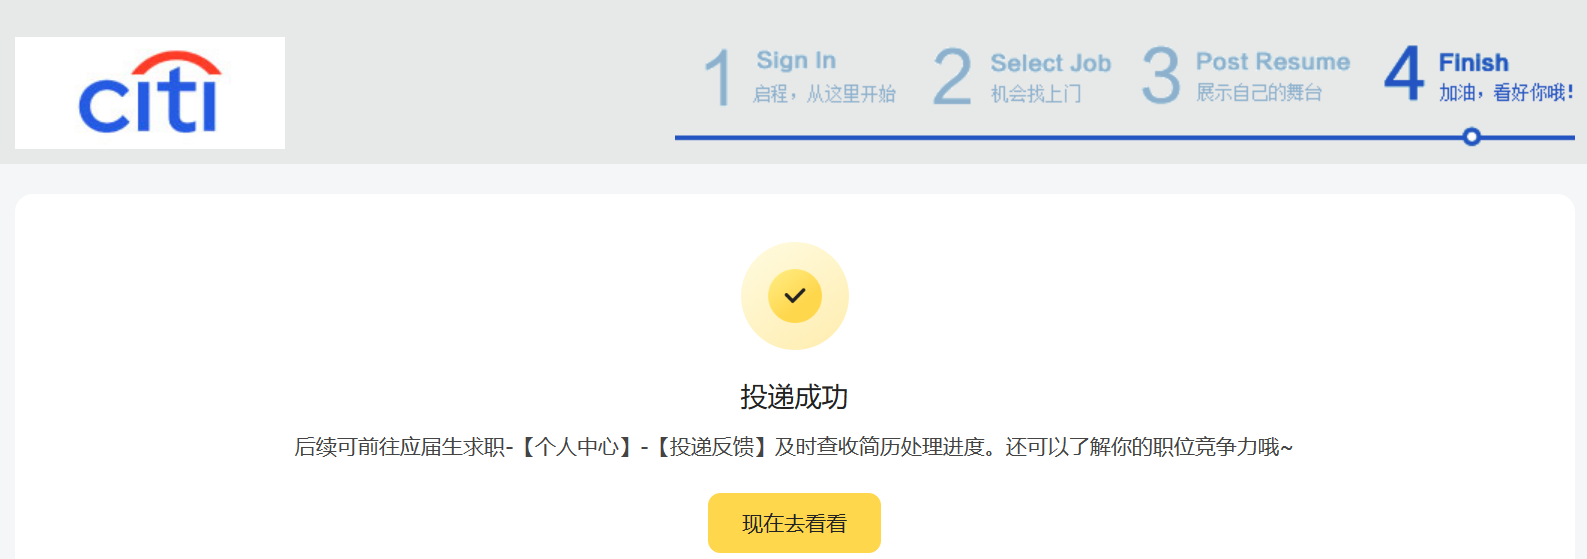 citi
1 Sign In
启程，从这里开始
2 Select Job
机会找上门
3 Post Resume
展示自己的舞台
4 Finish
加油，看好你哦！
投递成功
后续可前往应届生求职-【个人中心】-【投递反馈】及时查收简历处理进度。还可以了解你的职位竞争力哦~
现在去看看